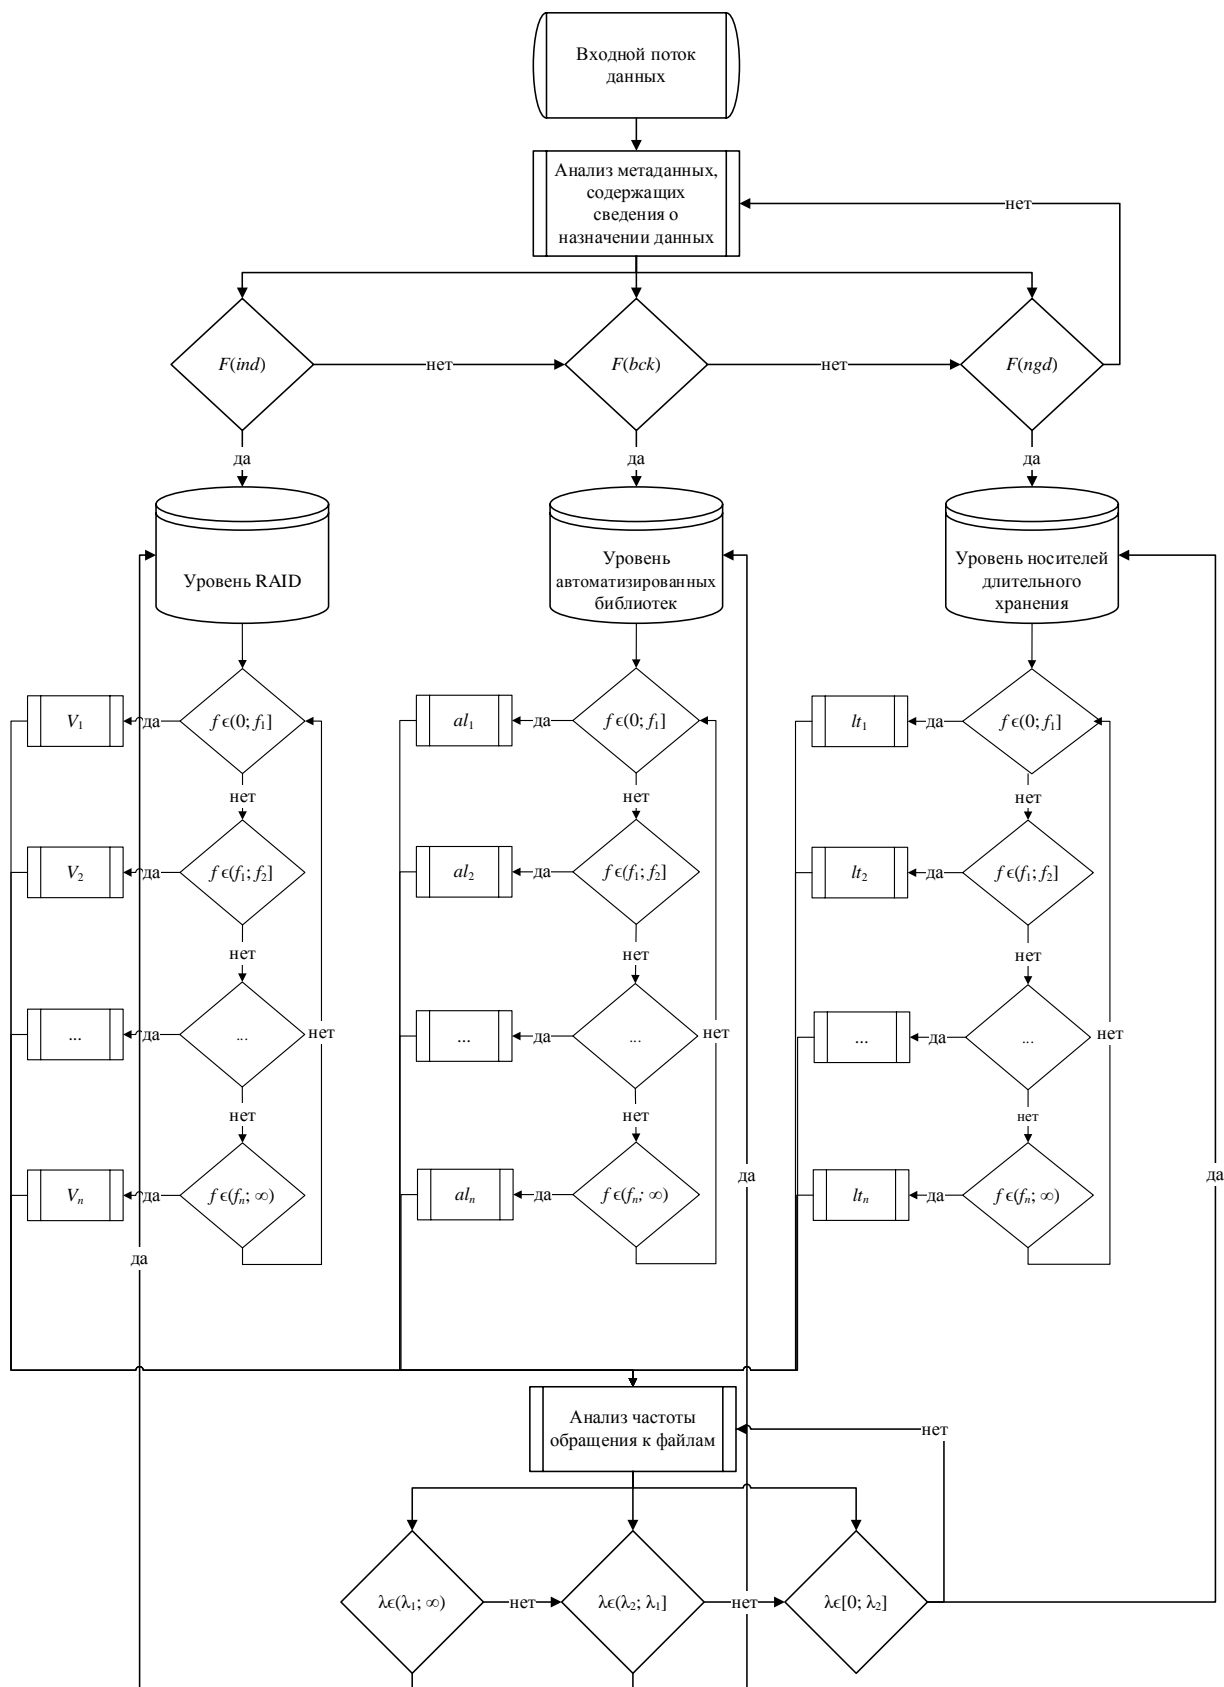 Входной поток
данных
Анализ метаданных,
содержащих
сведения о
назначении данных
нет
F(ind)
нет
F(bck)
нет
F(ngd)
да
да
да
Уровень RAID
Уровень
автоматизированных
библиотек
Уровень носителей
длительного
хранения
V₁
да
f ϵ(0; f₁]
al₁
да
f ϵ(0; f₁]
lt₁
да
f ϵ(0; f₁]
нет
нет
нет
V₂
да
f ϵ(f₁; f₂]
al₂
да
f ϵ(f₁; f₂]
lt₂
да
f ϵ(f₁; f₂]
нет
нет
нет
...
да
...
нет
...
да
...
нет
...
да
...
нет
нет
нет
нет
Vₙ
да
f ϵ(fₙ; ∞)
alₙ
да
f ϵ(fₙ; ∞)
да
ltₙ
да
f ϵ(fₙ; ∞)
да
да
Анализ частоты
обращения к файлам
нет
λϵ(λ₁; ∞)
нет
λϵ(λ₂; λ₁]
нет
λϵ[0; λ₂]